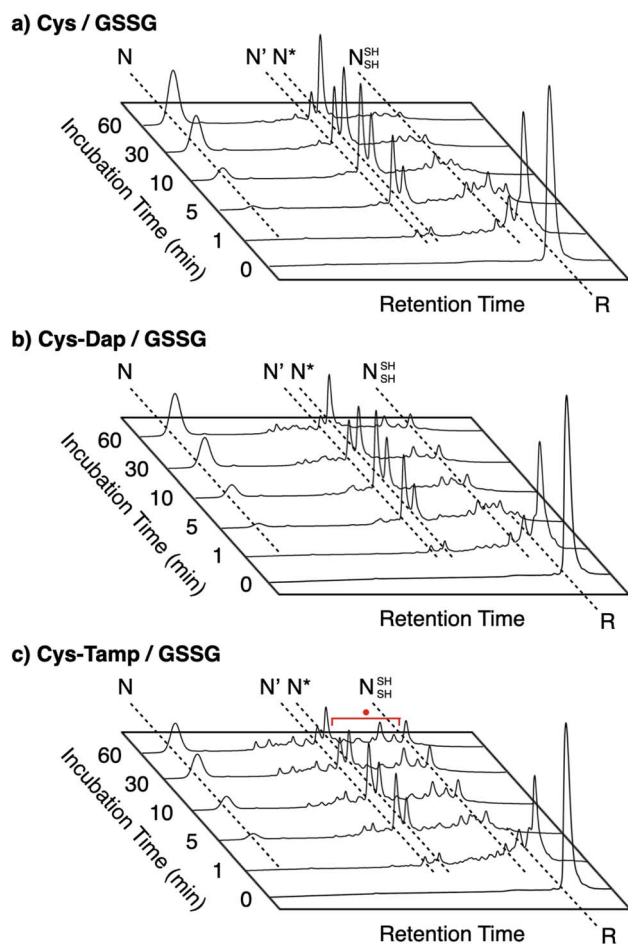 a) Cys / GSSG
N
N' N*
N SH SH
60
30
10
5
1
0
Incubation Time (min)
Retention Time
R
b) Cys-Dap / GSSG
N
N' N*
N SH SH
60
30
10
5
1
0
Incubation Time (min)
Retention Time
R
c) Cys-Tamp / GSSG
N
N' N*
N SH SH
60
30
10
5
1
0
Incubation Time (min)
Retention Time
R